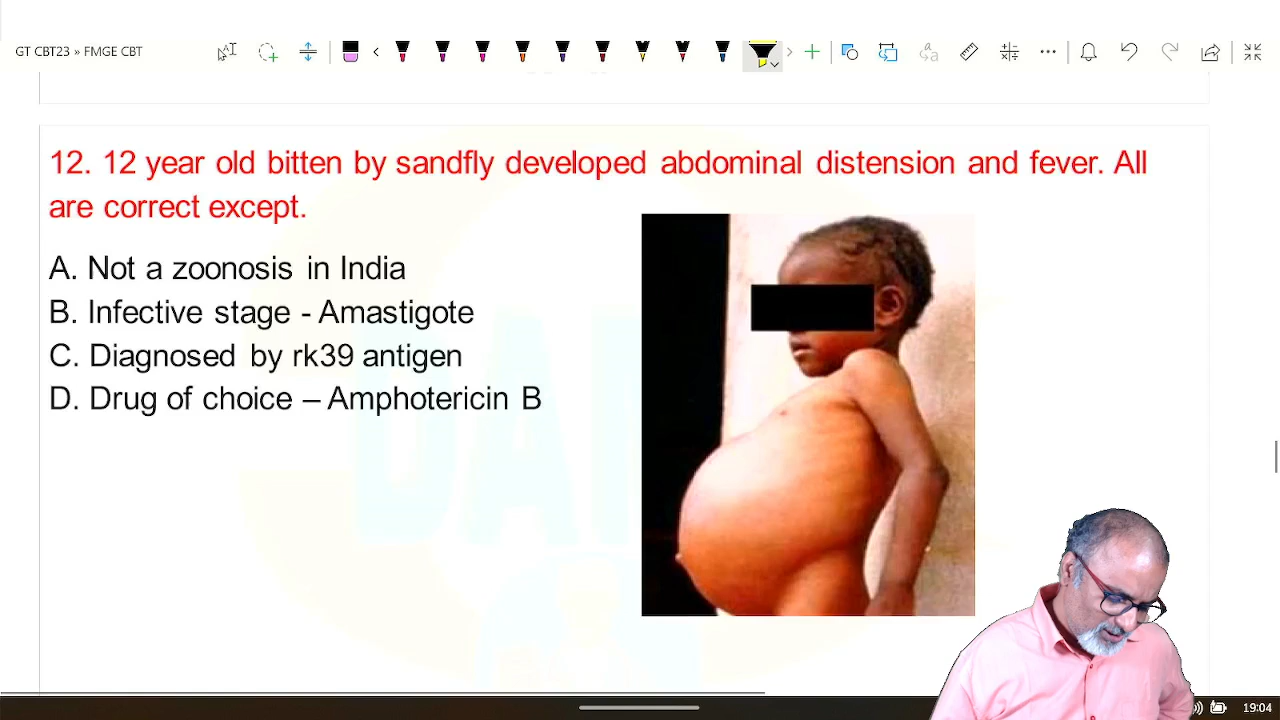 GT CBT23 » FMGE CBT
12. 12 year old bitten by sandfly developed abdominal distension and fever. All
are correct except.
A. Not a zoonosis in India
B. Infective stage - Amastigote
C. Diagnosed by rk39 antigen
D. Drug of choice – Amphotericin B
19:04